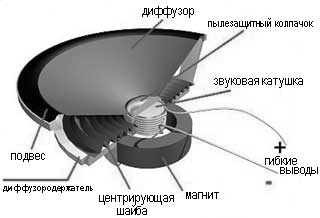 диффузор
пылезащитный колпачок
звуковая катушка
+
гибкие
выводы
-
подвес
диффузородержатель
центрирующая
шайба
магнит